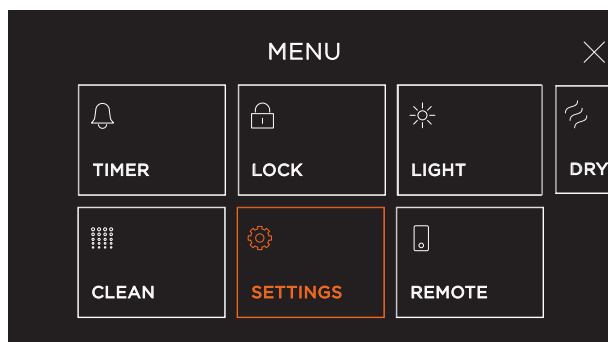 MENU
TIMER
LOCK
LIGHT
DRY
CLEAN
SETTINGS
REMOTE